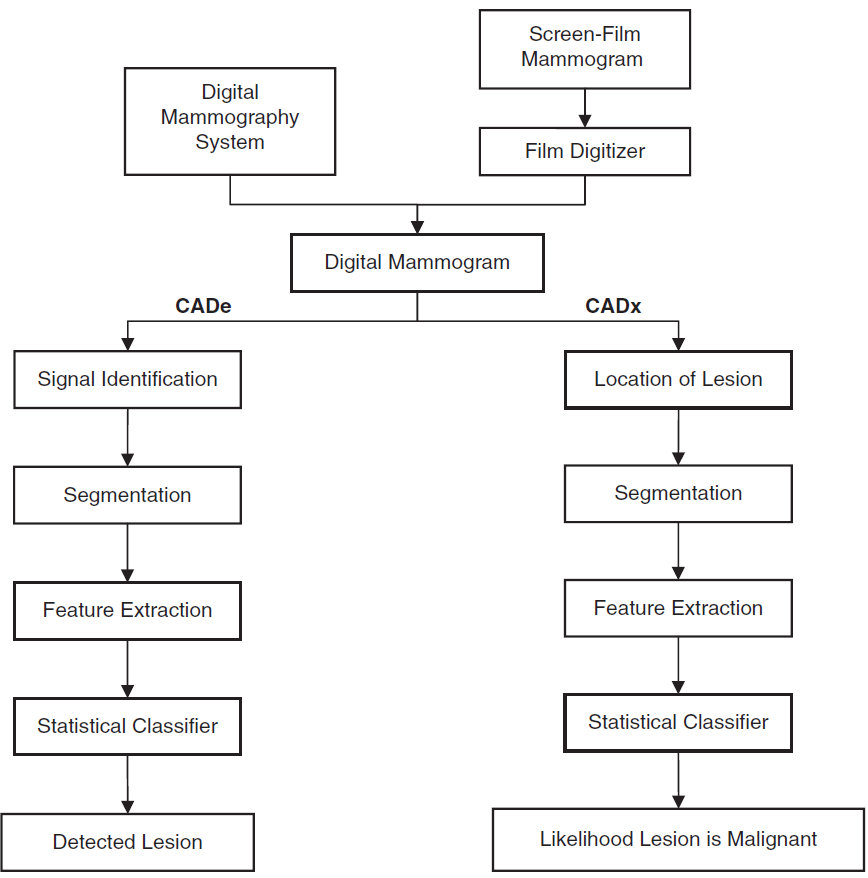 Screen-Film
Mammogram
Digital
Mammography
System
Film Digitizer
Digital Mammogram
CADe
CADx
Signal Identification
Location of Lesion
Segmentation
Segmentation
Feature Extraction
Feature Extraction
Statistical Classifier
Statistical Classifier
Detected Lesion
Likelihood Lesion is Malignant